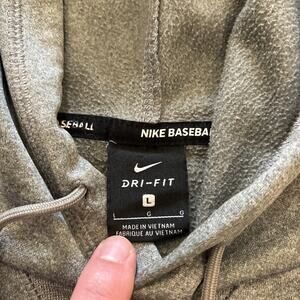 SEBALL
NIKE BASEBA
DRI-FIT
L
L G G
MADE IN VIETNAM
FABRIQUÉ AU VIETNAM